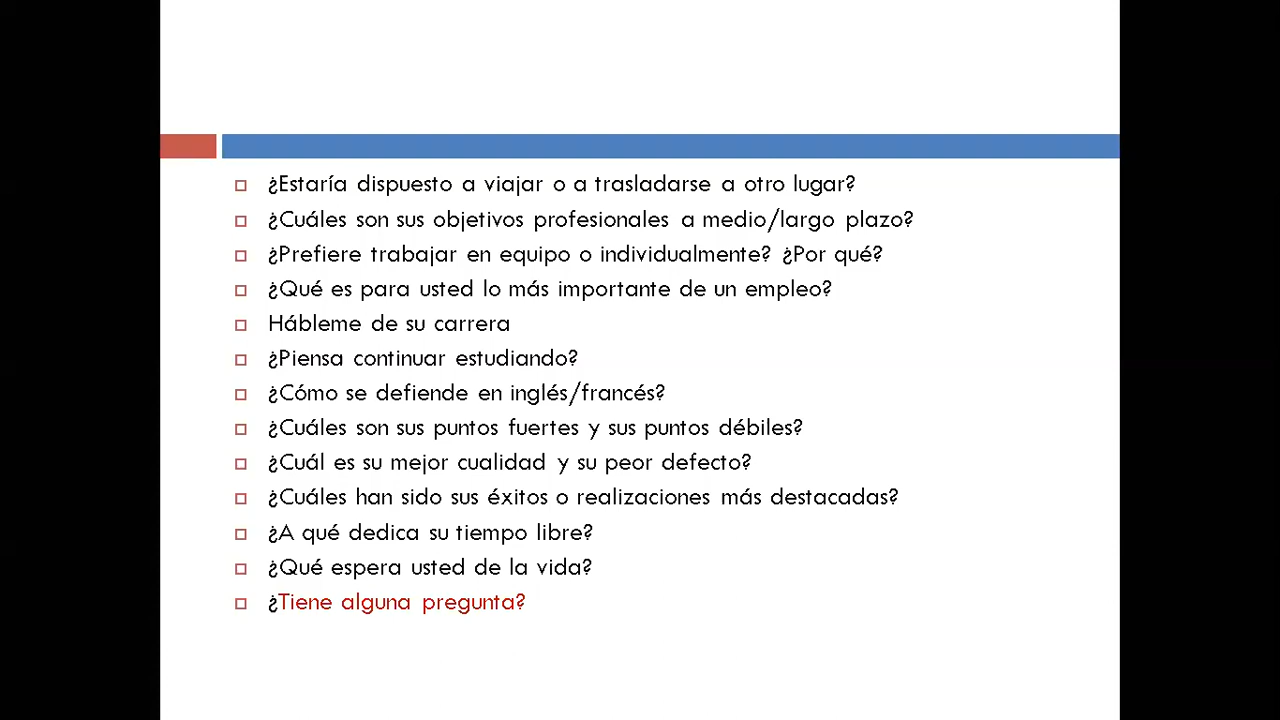 ¿Estaría dispuesto a viajar o a trasladarse a otro lugar?
¿Cuáles son sus objetivos profesionales a medio/largo plazo?
¿Prefiere trabajar en equipo o individualmente? ¿Por qué?
¿Qué es para usted lo más importante de un empleo?
Hábleme de su carrera
¿Piensa continuar estudiando?
¿Cómo se defiende en inglés/francés?
¿Cuáles son sus puntos fuertes y sus puntos débiles?
¿Cuál es su mejor cualidad y su peor defecto?
¿Cuáles han sido sus éxitos o realizaciones más destacadas?
¿A qué dedica su tiempo libre?
¿Qué espera usted de la vida?
¿Tiene alguna pregunta?